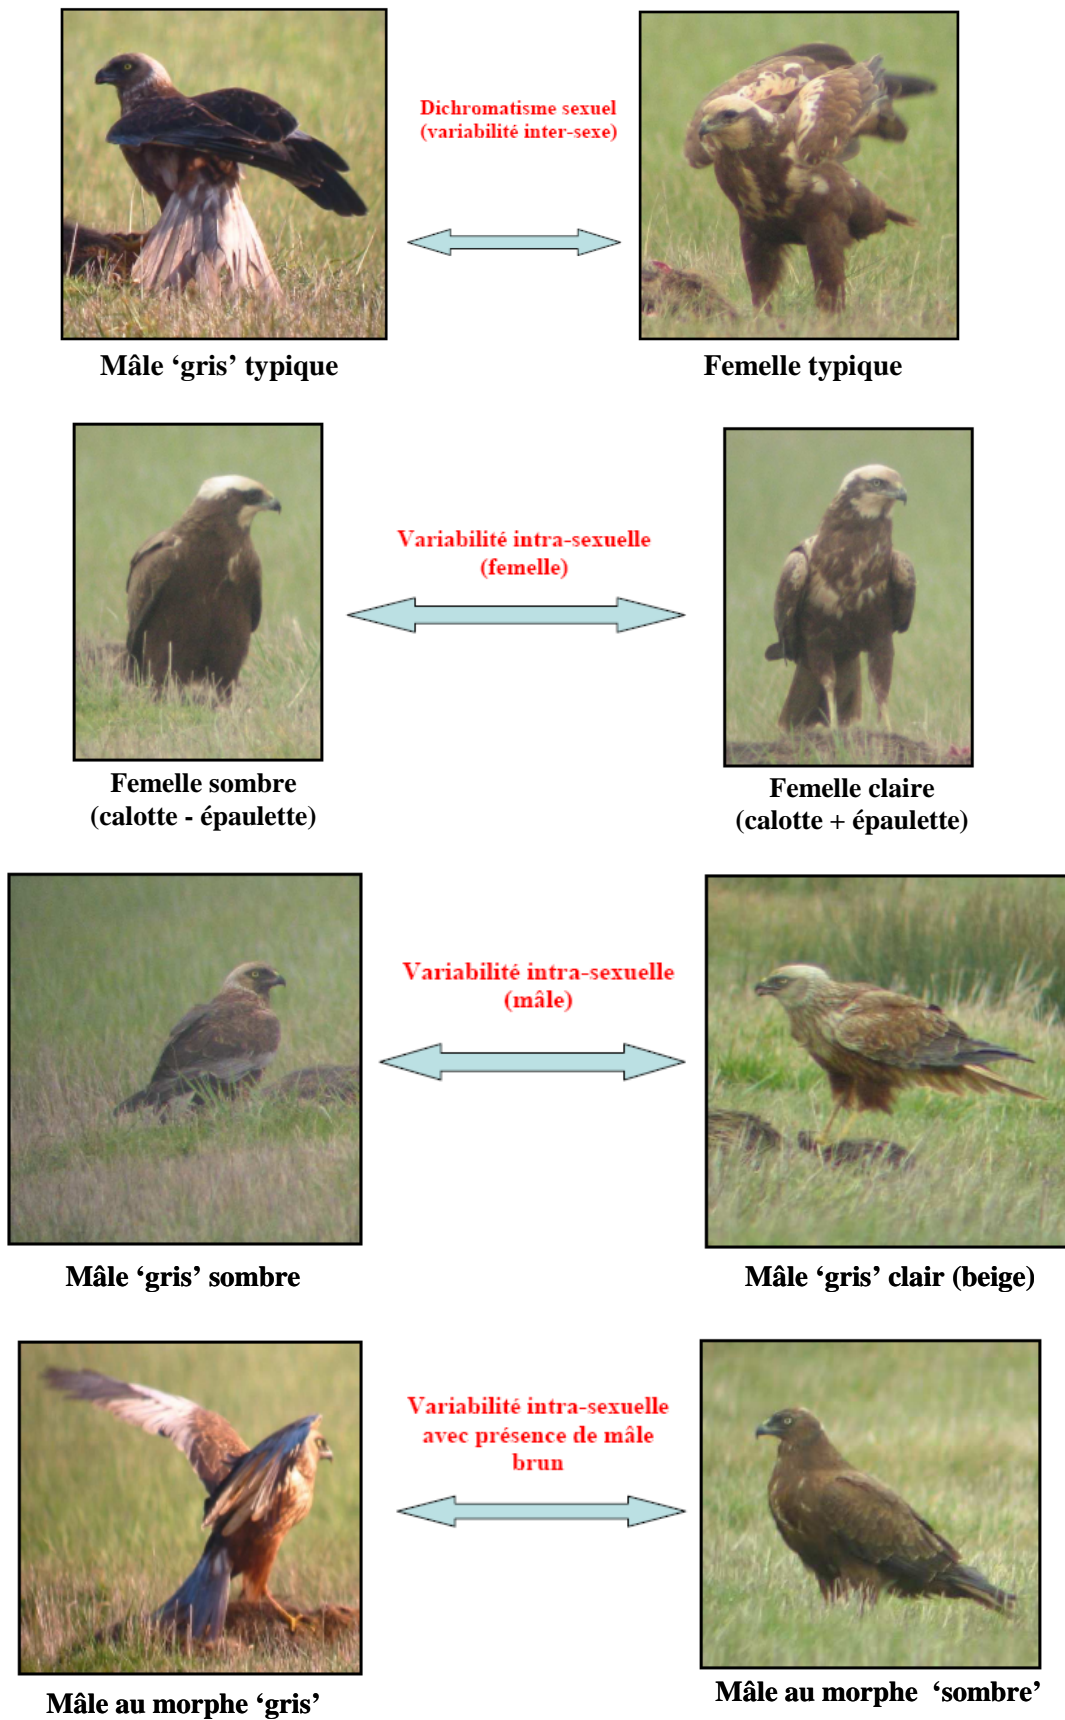 Dichromatisme sexuel
(variabilité inter-sexe)
Mâle ‘gris’ typique
Femelle typique
Variabilité intra-sexuelle
(femelle)
Femelle sombre
(calotte - épaulette)
Femelle claire
(calotte + épaulette)
Variabilité intra-sexuelle
(mâle)
Mâle ‘gris’ sombre
Mâle ‘gris’ clair (beige)
Variabilité intra-sexuelle
avec présence de mâle
brun
Mâle au morphe ‘gris’
Mâle au morphe ‘sombre’